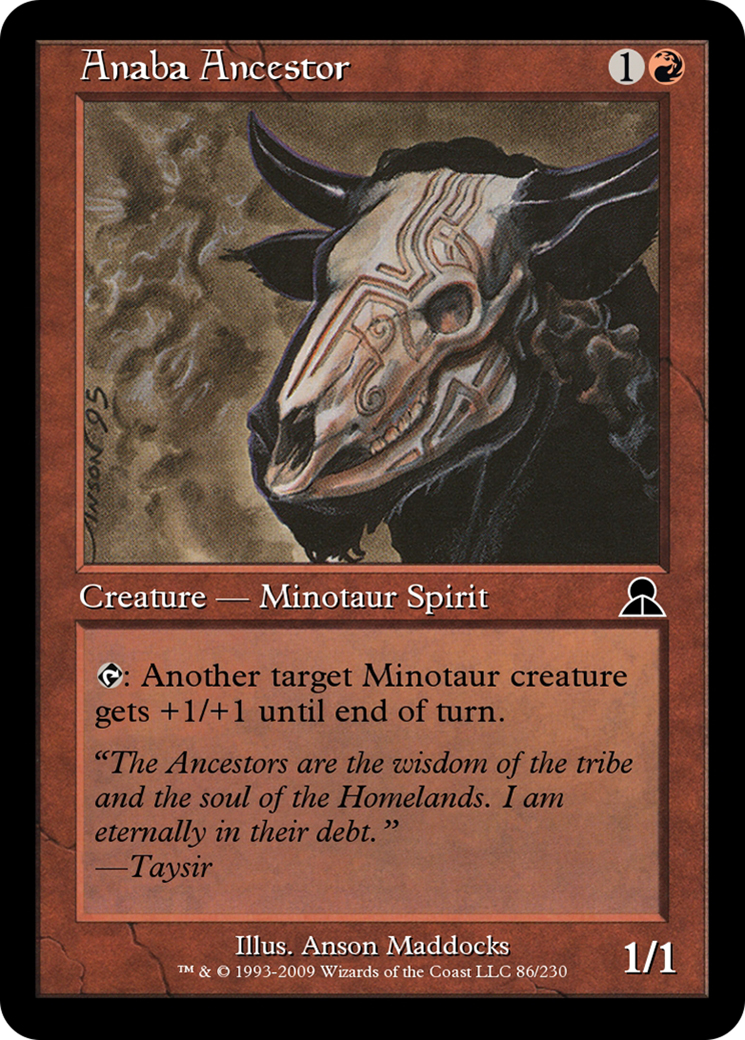 Anaba Ancestor
1
ANSON 95
Creature — Minotaur Spirit
: Another target Minotaur creature
gets +1/+1 until end of turn.
“The Ancestors are the wisdom of the tribe
and the soul of the Homelands. I am
eternally in their debt.”
—Taysir
Illus. Anson Maddocks
™ & © 1993-2009 Wizards of the Coast LLC 86/230
1/1